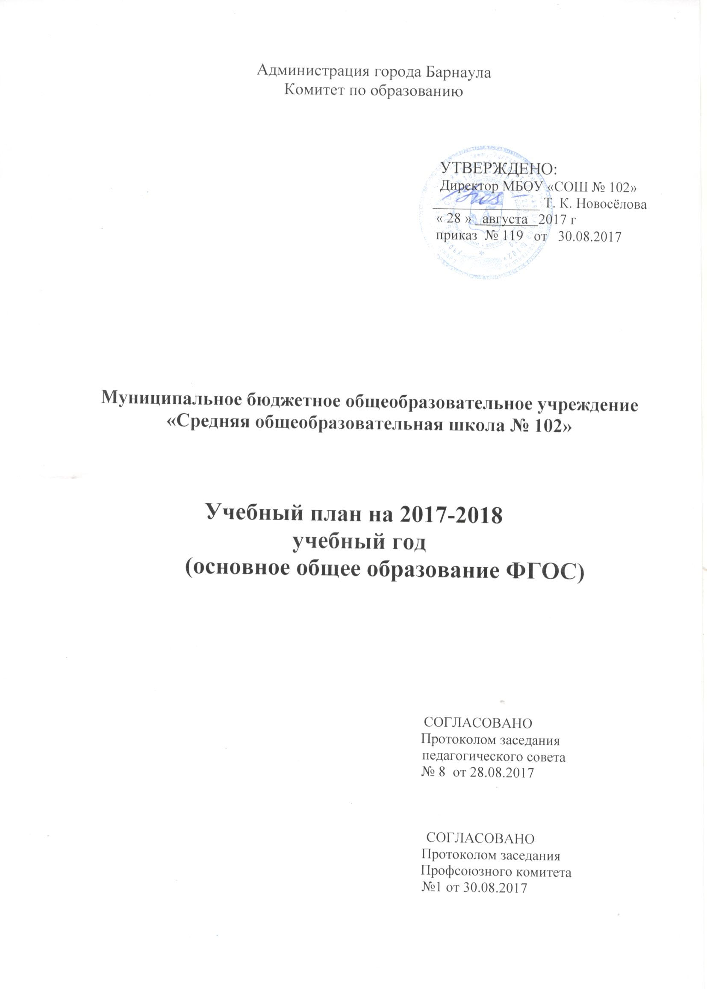 Администрация города Барнаула
Комитет по образованию
УТВЕРЖДЕНО:
Директор МБОУ «СОШ № 102»
Т. К. Новосёлова
« 28 » августа 2017 г
приказ № 119 от 30.08.2017
Муниципальное бюджетное общеобразовательное учреждение
«Средняя общеобразовательная школа № 102»
Учебный план на 2017-2018
учебный год
(основное общее образование ФГОС)
СОГЛАСОВАНО
Протоколом заседания
педагогического совета
№ 8 от 28.08.2017
СОГЛАСОВАНО
Протоколом заседания
Профсоюзного комитета
№1 от 30.08.2017